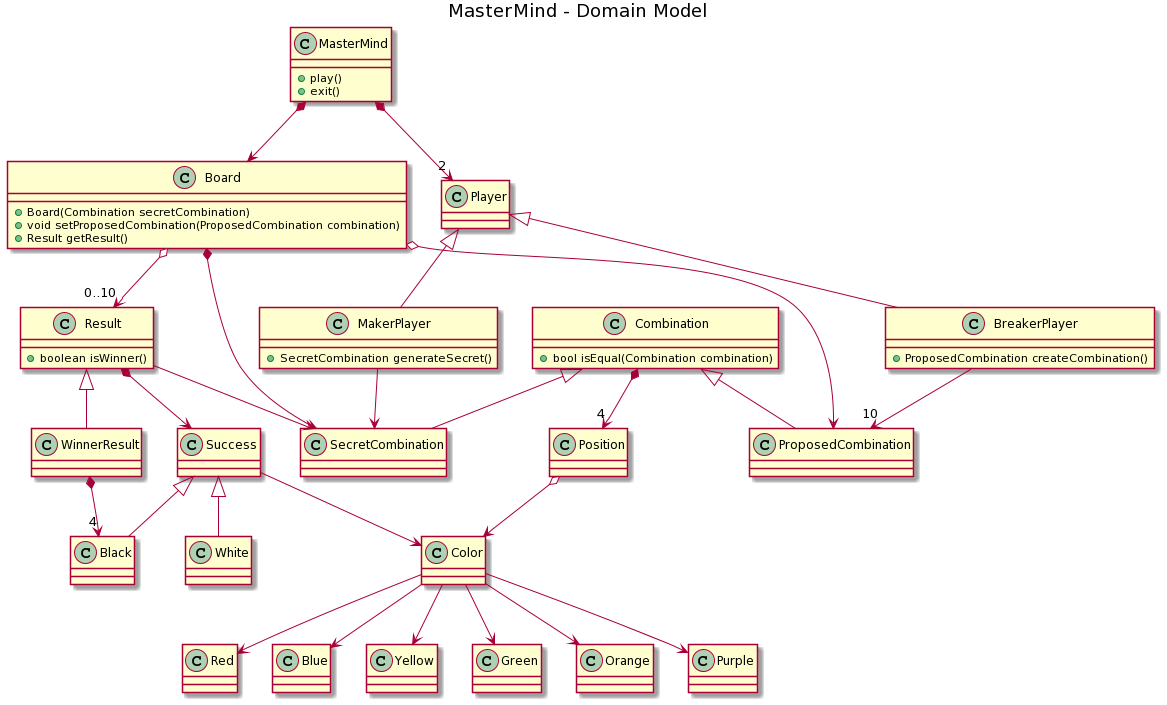 MasterMind - Domain Model
C MasterMind
play()
exit()
C Board
Board(Combination secretCombination)
void setProposedCombination(ProposedCombination combination)
Result getResult()
2
C Player
0..10
C Result
boolean isWinner()
C MakerPlayer
SecretCombination generateSecret()
C Combination
bool isEqual(Combination combination)
C BreakerPlayer
ProposedCombination createCombination()
4
10
C WinnerResult
C Success
C SecretCombination
C Position
C ProposedCombination
4
C Black
C White
C Color
C Red
C Blue
C Yellow
C Green
C Orange
C Purple